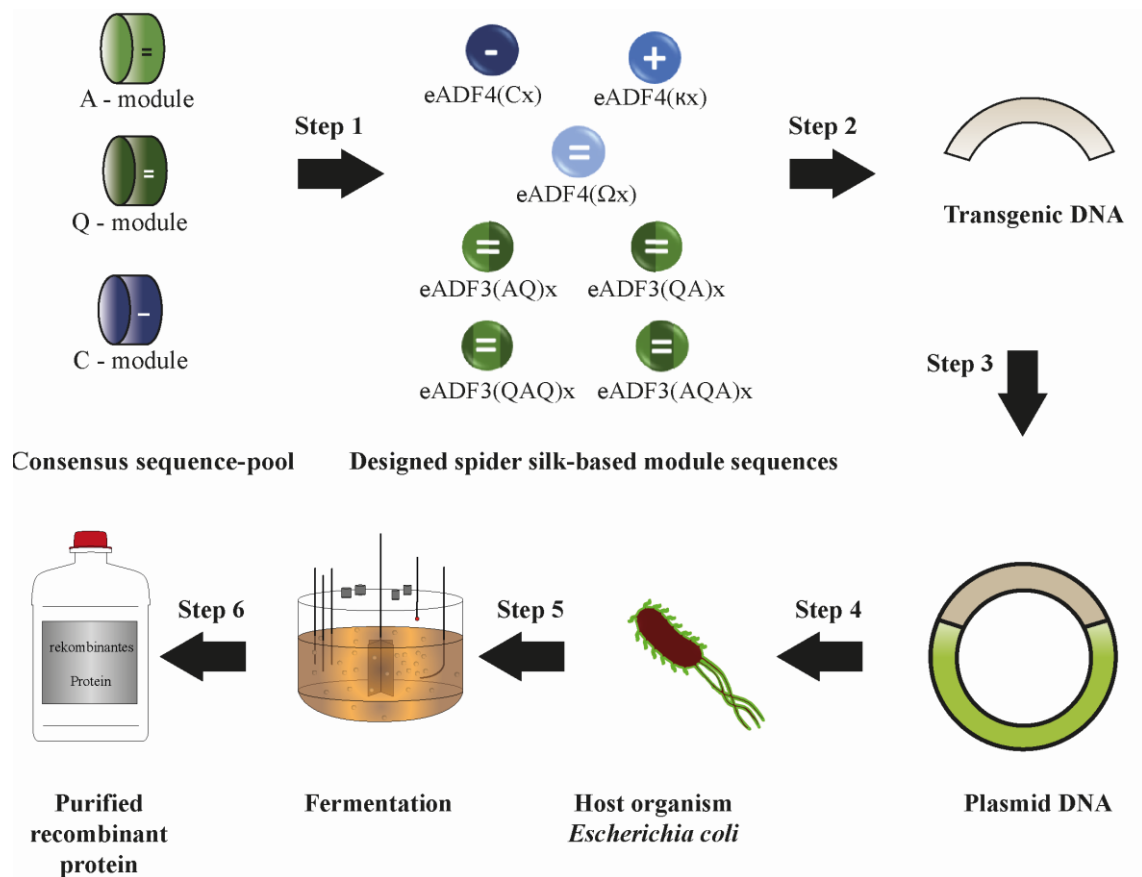 =
A - module
=
Q - module
–
C - module
Consensus sequence-pool
Step 1
-
eADF4(Cx)
+
eADF4(κx)
=
eADF4(Ωx)
=
eADF3(AQ)x
=
eADF3(QA)x
=
eADF3(QAQ)x
=
eADF3(AQA)x
Designed spider silk-based module sequences
Step 2
Transgenic DNA
Step 3
Plasmid DNA
Step 4
Host organism
Escherichia coli
Step 5
Fermentation
Step 6
rekombinantes
Protein
Purified
recombinant
protein